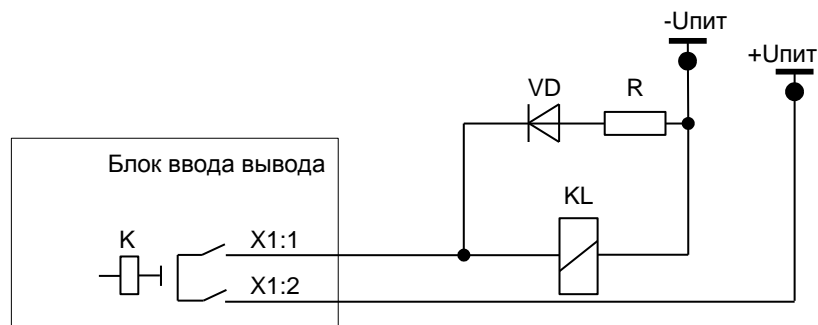 -Uпит
+Uпит
VD
R
Блок ввода вывода
KL
K
X1:1
X1:2